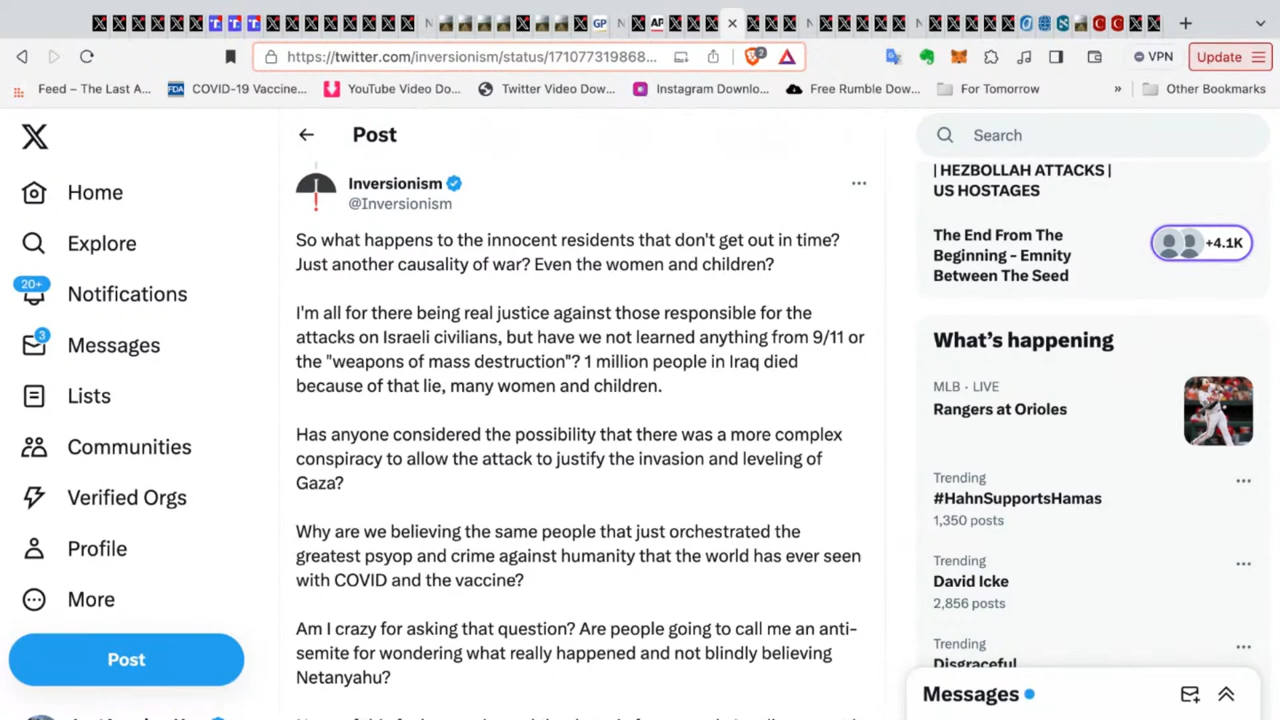 GP
AP
https://twitter.com/inversionism/status/171077319868...
2
VPN
Update
Feed – The Last A...
FDA
COVID-19 Vaccine...
YouTube Video Do...
Twitter Video Dow...
Instagram Downlo...
Free Rumble Dow...
For Tomorrow
»
Other Bookmarks
Home
Explore
20+
Notifications
3
Messages
Lists
Communities
Verified Orgs
Profile
More
Post
Post
Inversionism
@Inversionism
So what happens to the innocent residents that don't get out in time?
Just another causality of war? Even the women and children?
I'm all for there being real justice against those responsible for the
attacks on Israeli civilians, but have we not learned anything from 9/11 or
the "weapons of mass destruction"? 1 million people in Iraq died
because of that lie, many women and children.
Has anyone considered the possibility that there was a more complex
conspiracy to allow the attack to justify the invasion and leveling of
Gaza?
Why are we believing the same people that just orchestrated the
greatest psyop and crime against humanity that the world has ever seen
with COVID and the vaccine?
Am I crazy for asking that question? Are people going to call me an anti-
semite for wondering what really happened and not blindly believing
Netanyahu?
Search
| HEZBOLLAH ATTACKS |
US HOSTAGES
The End From The
Beginning - Emnity
Between The Seed
+4.1K
What's happening
MLB · LIVE
Rangers at Orioles
Trending
#HahnSupportsHamas
1,350 posts
Trending
David Icke
2,856 posts
Trending
Disgraceful
Messages